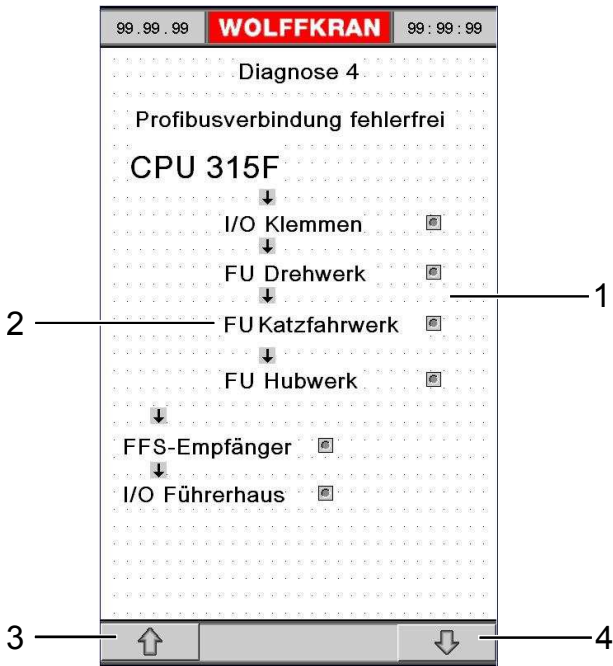 99.99.99 WOLFFKRAN 99:99:99
Diagnose 4
Profibusverbindung fehlerfrei
CPU 315F
I/O Klemmen
FU Drehwerk
1
2
FU Katzfahrwerk
FU Hubwerk
FFS-Empfänger
I/O Führerhaus
3
4